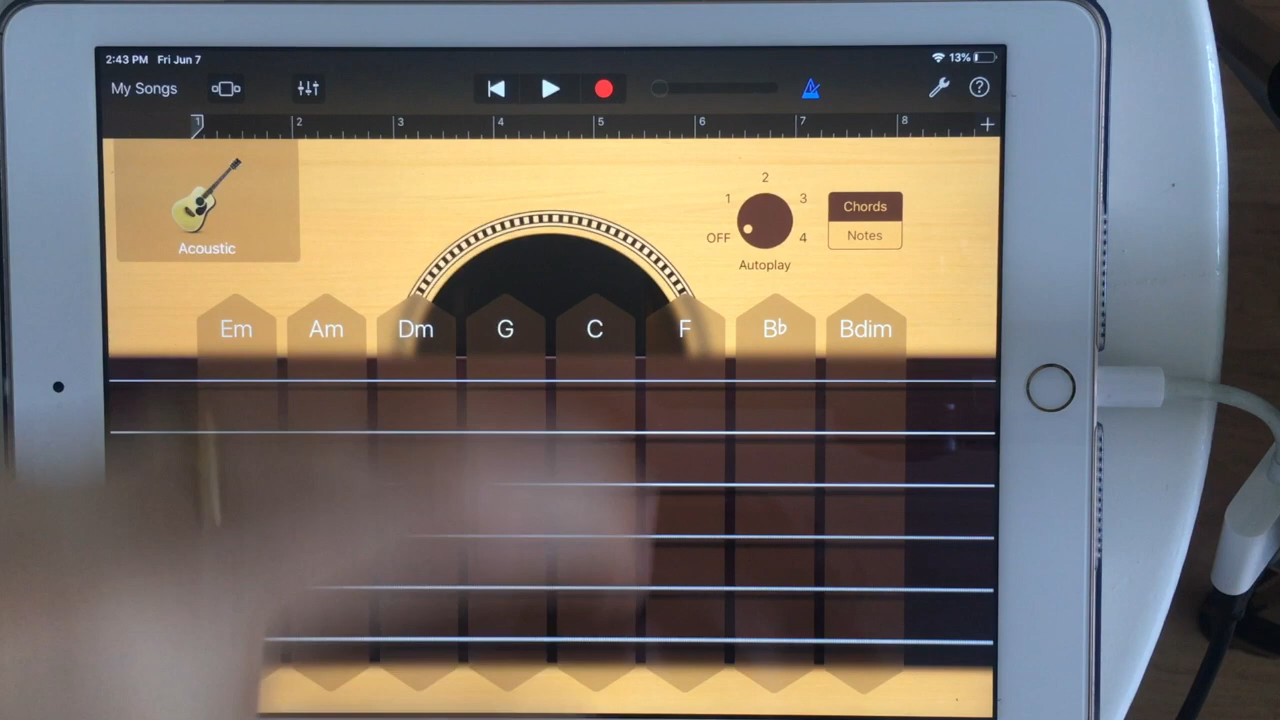 2:43 PM Fri Jun 7
13%
My Songs
?
1 2 3 4 5 6 7 8 +
2
1 3
OFF 4
Autoplay
Chords
Notes
Acoustic
Em Am Dm G C F B♭ Bdim